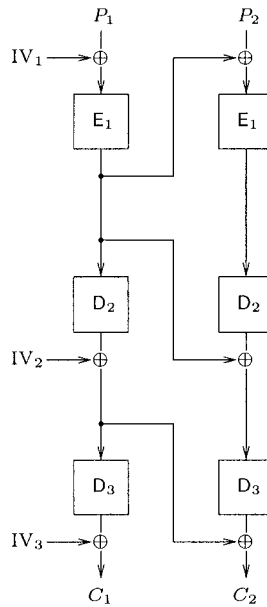 P₁ P₂
IV₁
E₁ E₁
D₂ D₂
IV₂
D₃ D₃
IV₃
C₁ C₂